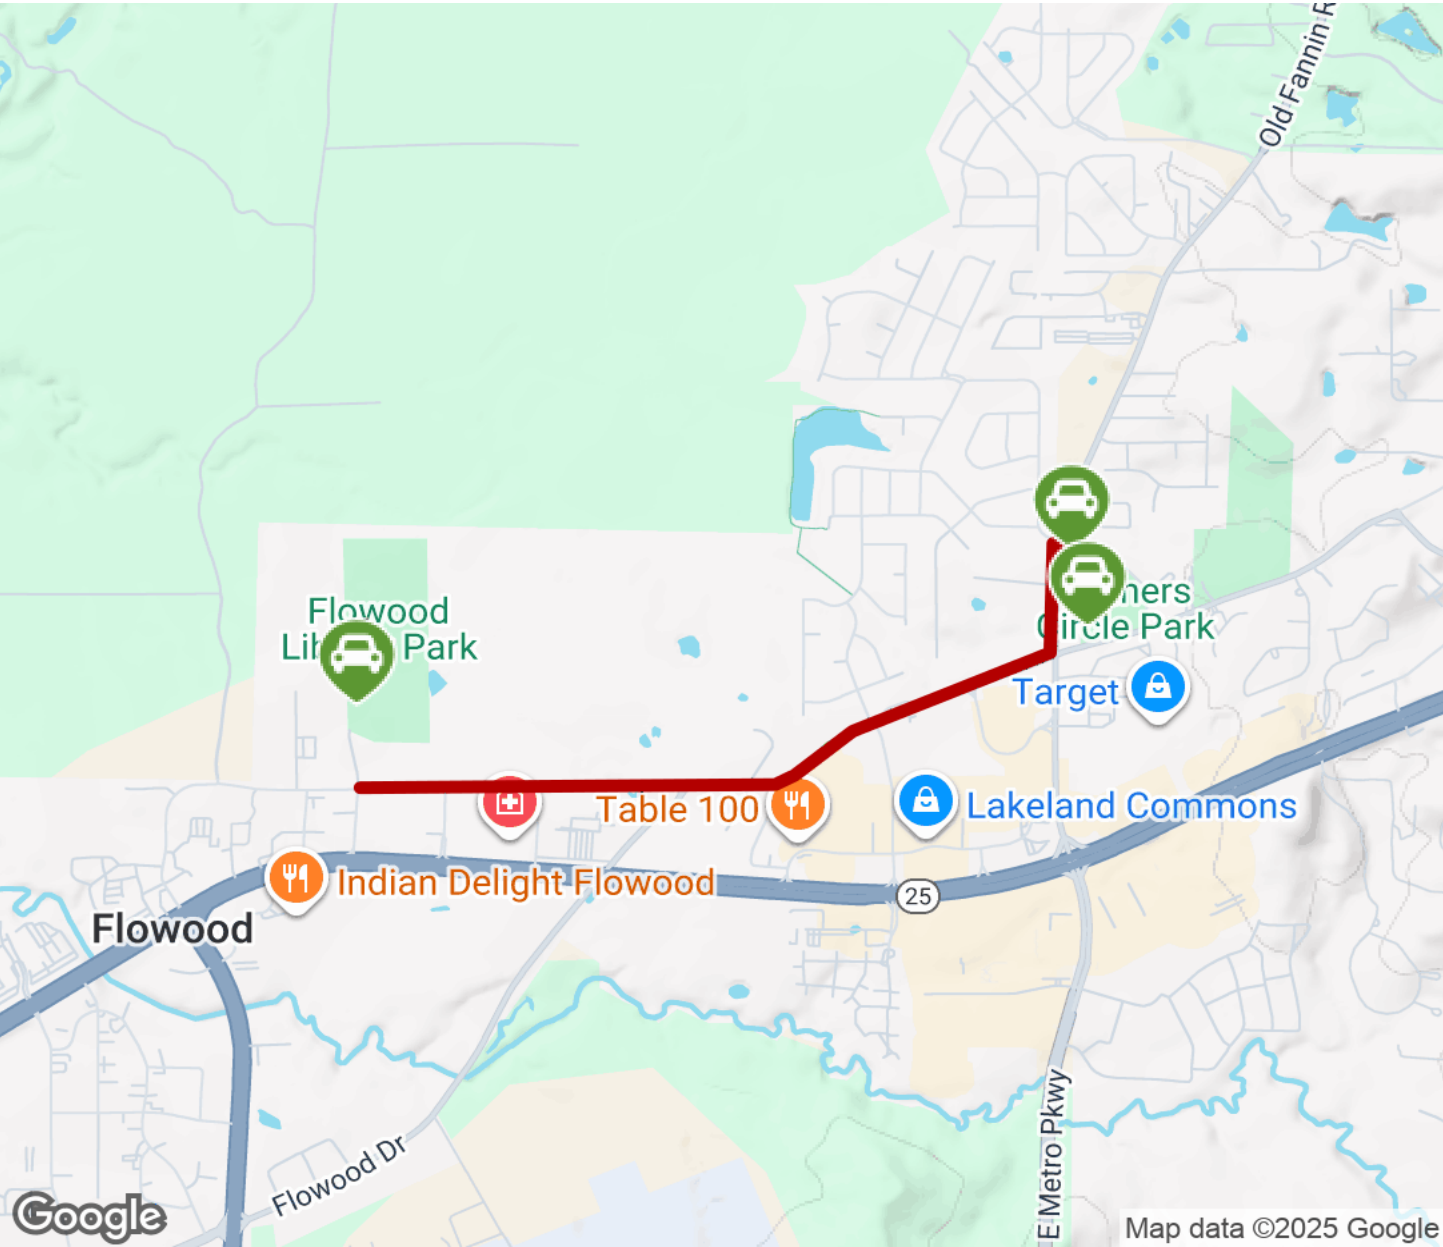 Old Fannin R
Flowood
Park
ners
Circle Park
Target
Table 100
Lakeland Commons
Indian Delight Flowood
25
Flowood
E Metro Pkwy
Flowood Dr
Google
Map data ©2025 Google